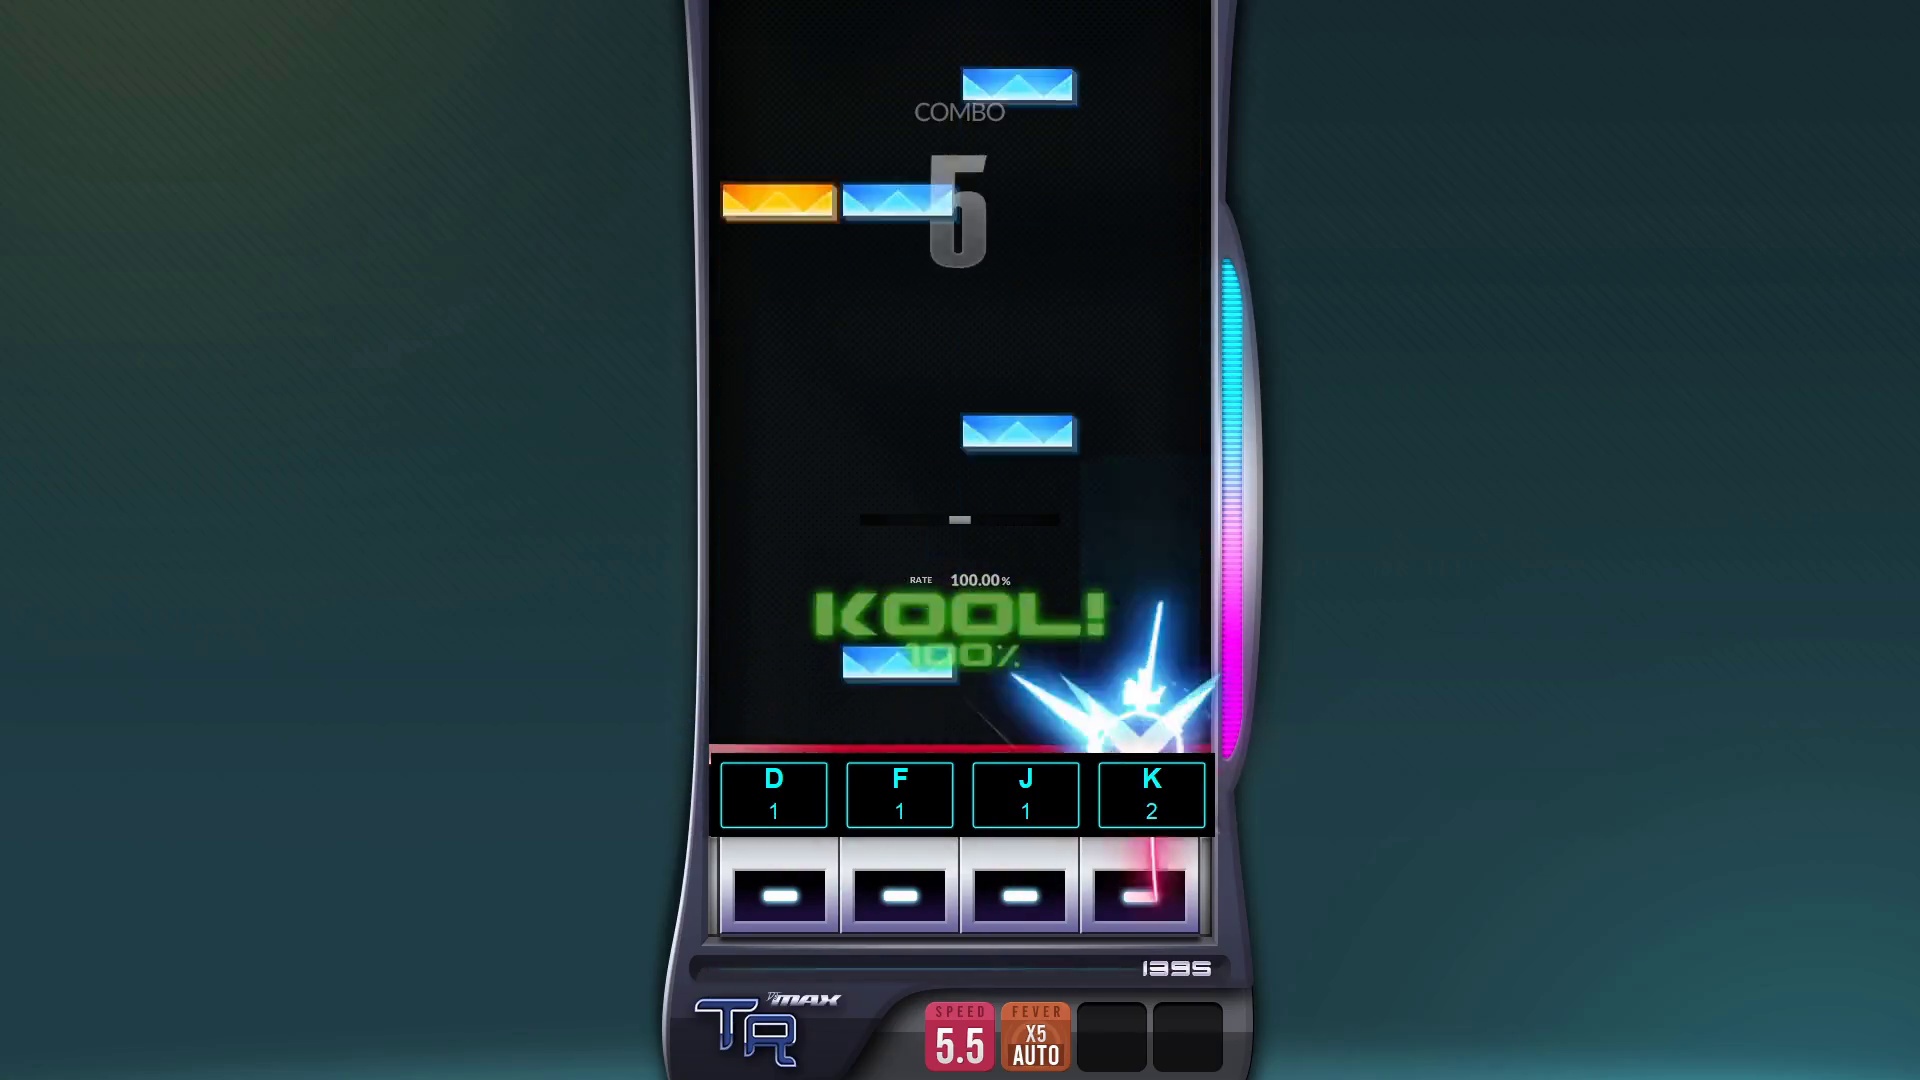 COMBO
5
RATE 100.00%
KOOL!
100%
D F J K
1 1 1 2
1395
MAX
TR
SPEED FEVER
5.5 X5
AUTO